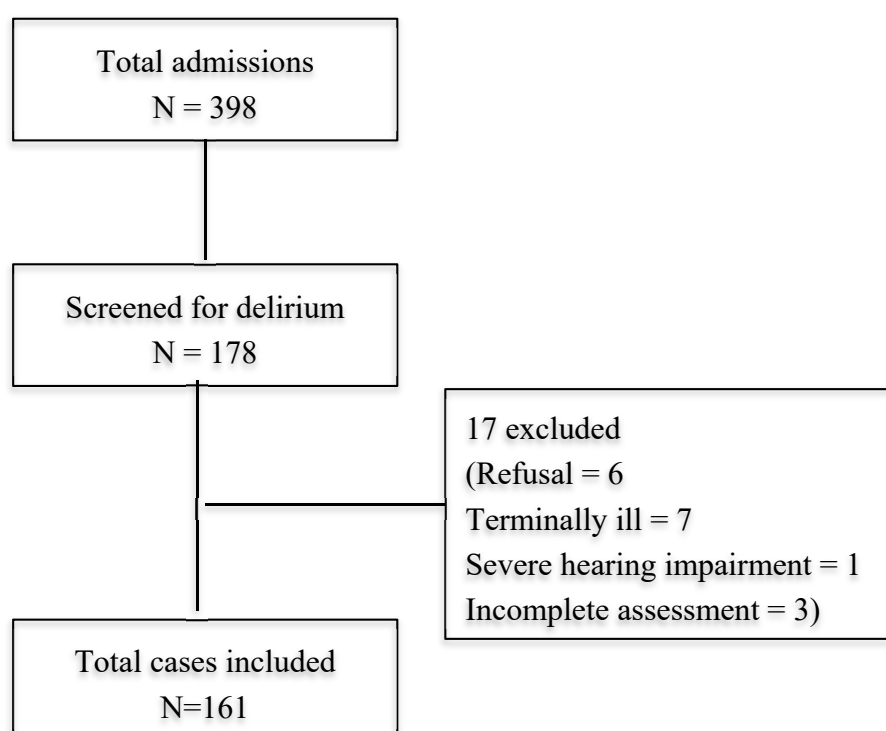 Total admissions
N = 398
Screened for delirium
N = 178
17 excluded
(Refusal = 6
Terminally ill = 7
Severe hearing impairment = 1
Incomplete assessment = 3)
Total cases included
N=161